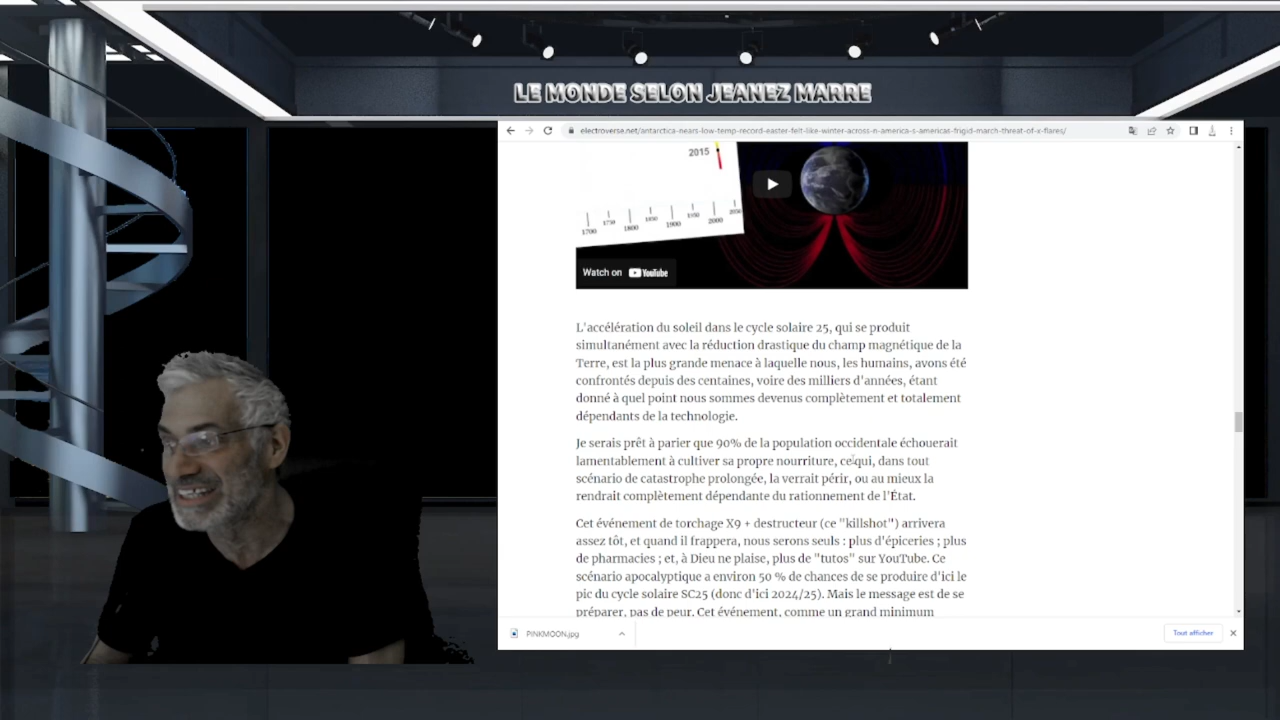 LE MONDE SELON JEANEZ MARRE
electroverse.net/antarctica-nears-low-temp-record-easter-felt-like-winter-across-n-america-s-americas-frigid-march-threat-of-x-flares/
2015
1700 1750 1800 1850 1900 1950 2000 2050
Watch on YouTube
L'accélération du soleil dans le cycle solaire 25, qui se produit
simultanément avec la réduction drastique du champ magnétique de la
Terre, est la plus grande menace à laquelle nous, les humains, avons été
confrontés depuis des centaines, voire des milliers d'années, étant
donné à quel point nous sommes devenus complètement et totalement
dépendants de la technologie.
Je serais prêt à parier que 90% de la population occidentale échouerait
lamentablement à cultiver sa propre nourriture, ce qui, dans tout
scénario de catastrophe prolongée, la verrait périr, ou au mieux la
rendrait complètement dépendante du rationnement de l'État.
Cet événement de torchage X9 + destructeur (ce "killshot") arrivera
assez tôt, et quand il frappera, nous serons seuls : plus d'épiceries ; plus
de pharmacies ; et, à Dieu ne plaise, plus de "tutos" sur YouTube. Ce
scénario apocalyptique a environ 50 % de chances de se produire d'ici le
pic du cycle solaire SC25 (donc d'ici 2024/25). Mais le message est de se
préparer, pas de peur. Cet événement, comme un grand minimum
PINKMOON.jpg
Tout afficher